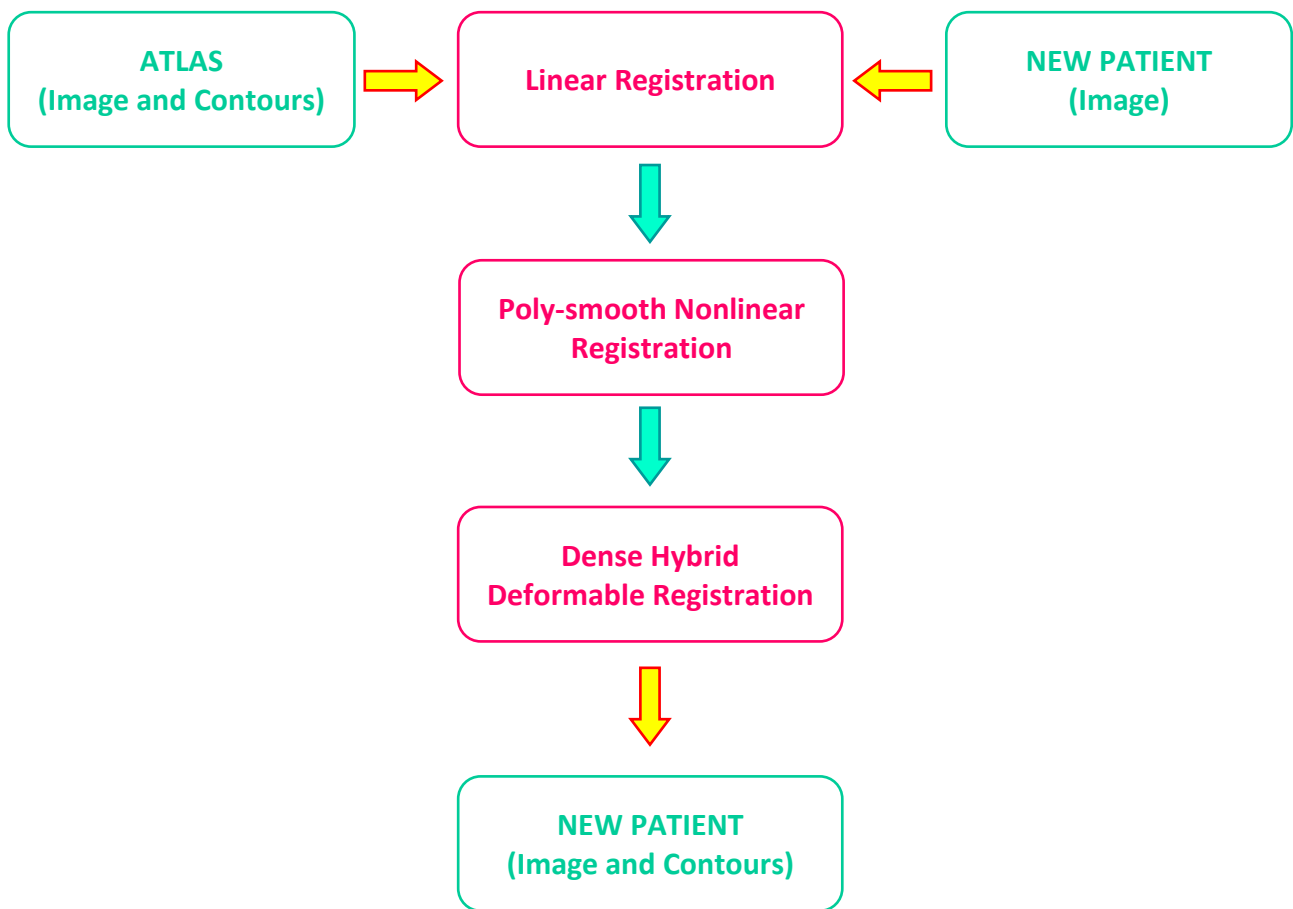 ATLAS
(Image and Contours)
Linear Registration
NEW PATIENT
(Image)
Poly-smooth Nonlinear
Registration
Dense Hybrid
Deformable Registration
NEW PATIENT
(Image and Contours)